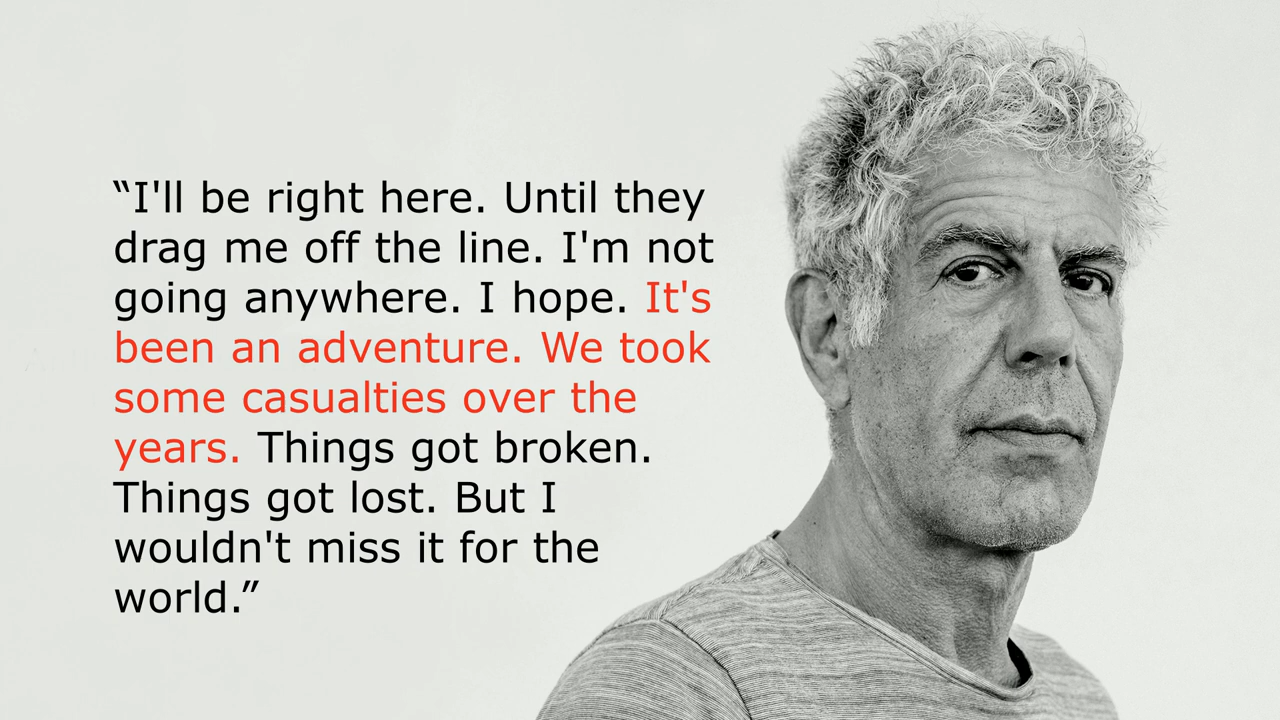 “I'll be right here. Until they
drag me off the line. I'm not
going anywhere. I hope. It's
been an adventure. We took
some casualties over the
years. Things got broken.
Things got lost. But I
wouldn't miss it for the
world.”